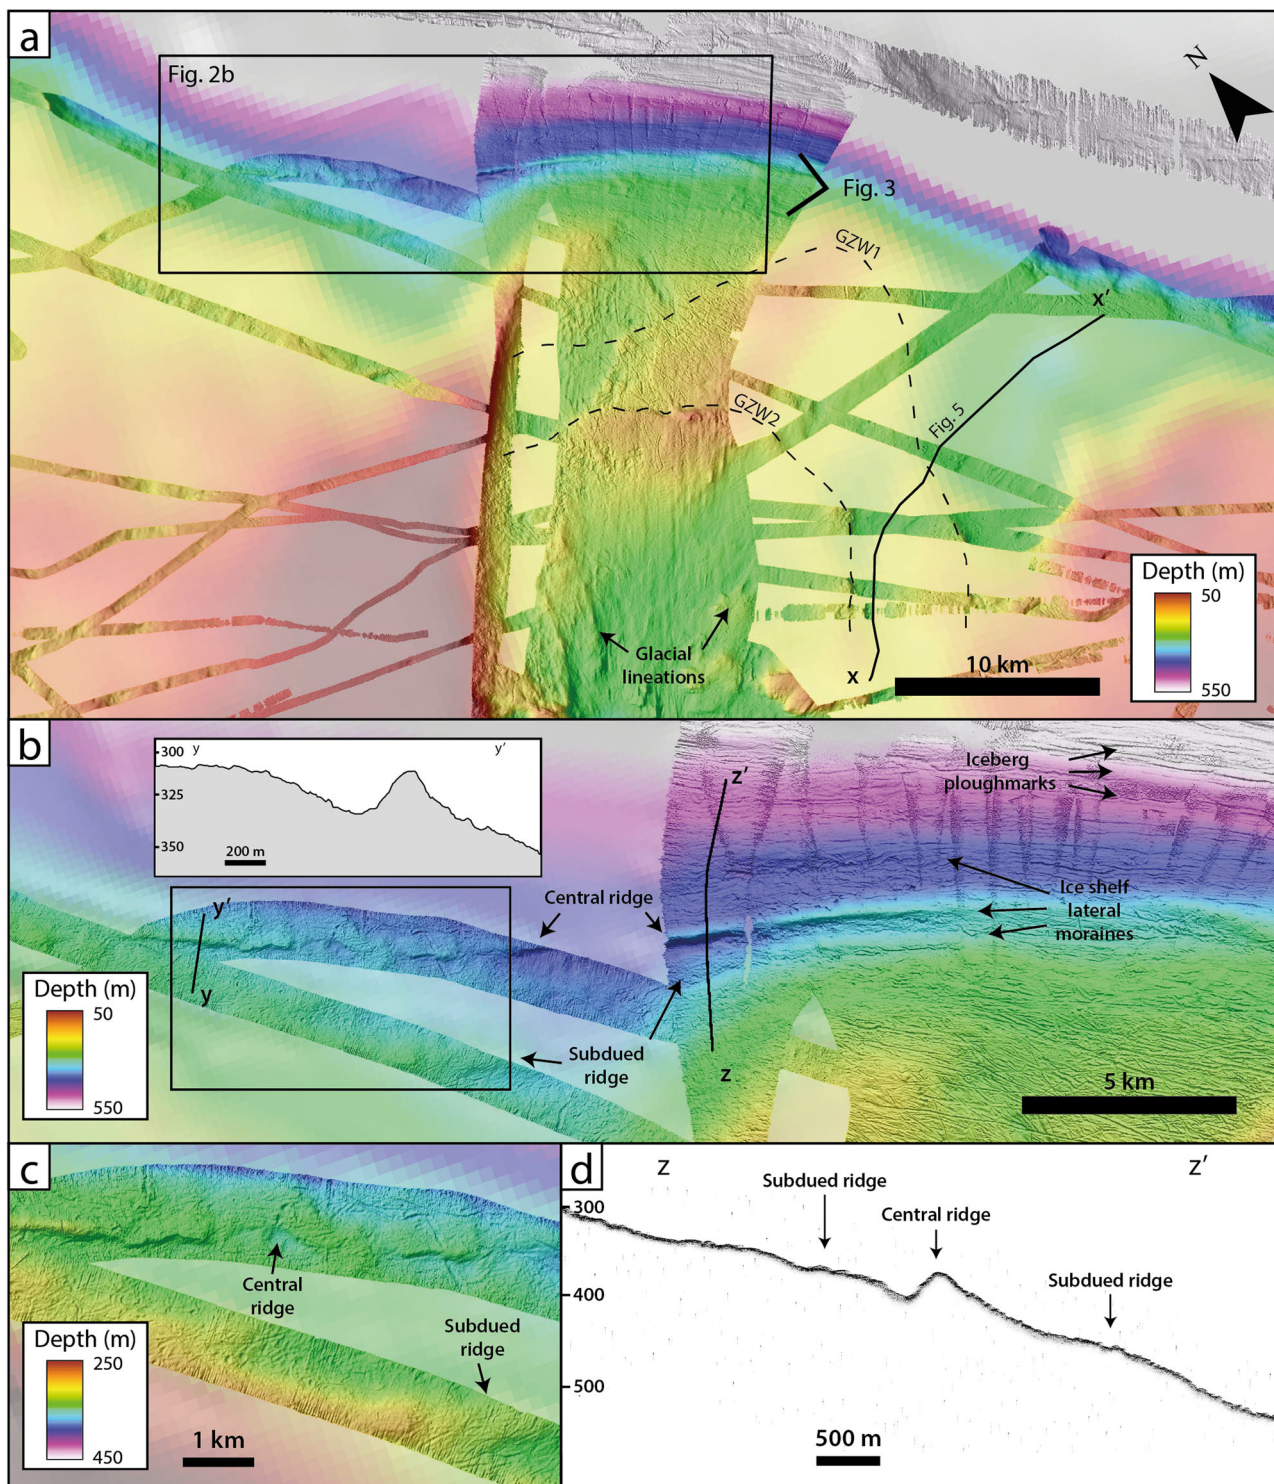 a
Fig. 2b
N
Fig. 3
GZW1
x'
GZW2
Fig. 5
Glacial
lineations
x
10 km
Depth (m)
50
550
b
300
y
y'
325
350
200 m
z'
Iceberg
ploughmarks
Central ridge
Ice shelf
lateral
moraines
y'
y
Depth (m)
50
550
Subdued
ridge
z
5 km
c
Central
ridge
Subdued
ridge
Depth (m)
250
450
1 km
d
z
z'
Subdued ridge
300
Central ridge
Subdued ridge
400
500
500 m